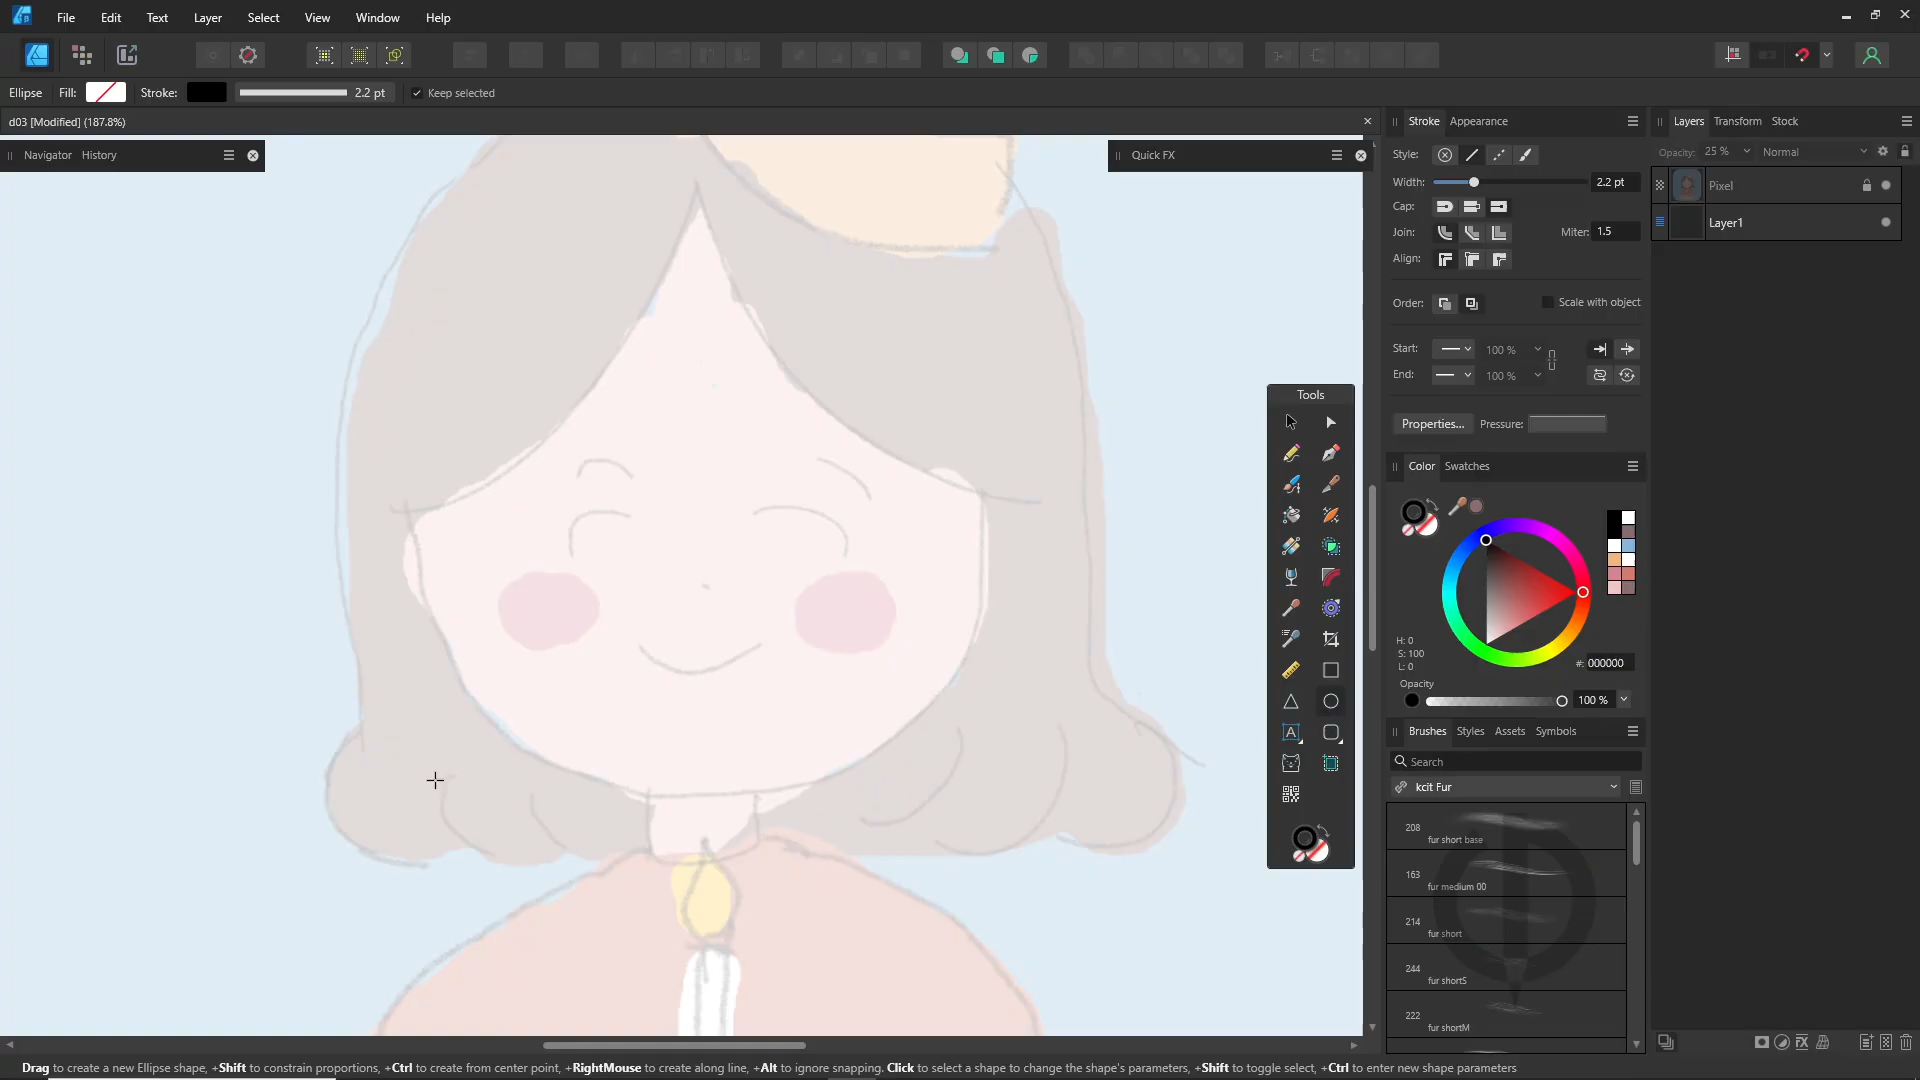 File Edit Text Layer Select View Window Help
Ellipse Fill: Stroke: 2.2 pt Keep selected
d03 [Modified] (187.8%)
Navigator History
Quick FX
Stroke Appearance
Style:
Width: 2.2 pt
Cap:
Join: Miter: 1.5
Align:
Order: Scale with object
Start: 100 %
End: 100 %
Properties... Pressure:
Color Swatches
H: 0
S: 100
L: 0
#: 000000
Opacity
100 %
Brushes Styles Assets Symbols
Search
kcit Fur
208
fur short base
163
fur medium 00
214
fur short
244
fur shortS
222
fur shortM
Layers Transform Stock
Opacity: 25 % Normal
Pixel
Layer1
Tools
A
Drag to create a new Ellipse shape, +Shift to constrain proportions, +Ctrl to create from center point, +RightMouse to create along line, +Alt to ignore snapping. Click to select a shape to change the shape's parameters, +Shift to toggle select, +Ctrl to enter new shape parameters